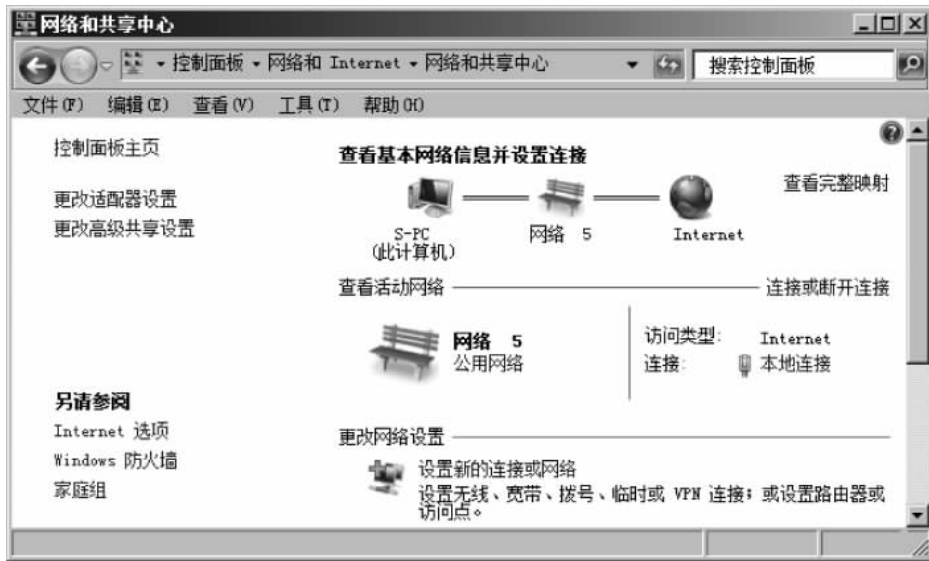 网络和共享中心
控制面板 网络和 Internet 网络和共享中心 搜索控制面板
文件(F) 编辑(E) 查看(V) 工具(T) 帮助(H)
控制面板主页
更改适配器设置
更改高级共享设置
查看基本网络信息并设置连接
查看完整映射
S-PC
(此计算机)
网络 5
Internet
查看活动网络
连接或断开连接
网络 5
公用网络
访问类型: Internet
连接: 本地连接
另请参阅
Internet 选项
Windows 防火墙
家庭组
更改网络设置
设置新的连接或网络
设置无线、宽带、拨号、临时或 VPN 连接；或设置路由器或
访问点。